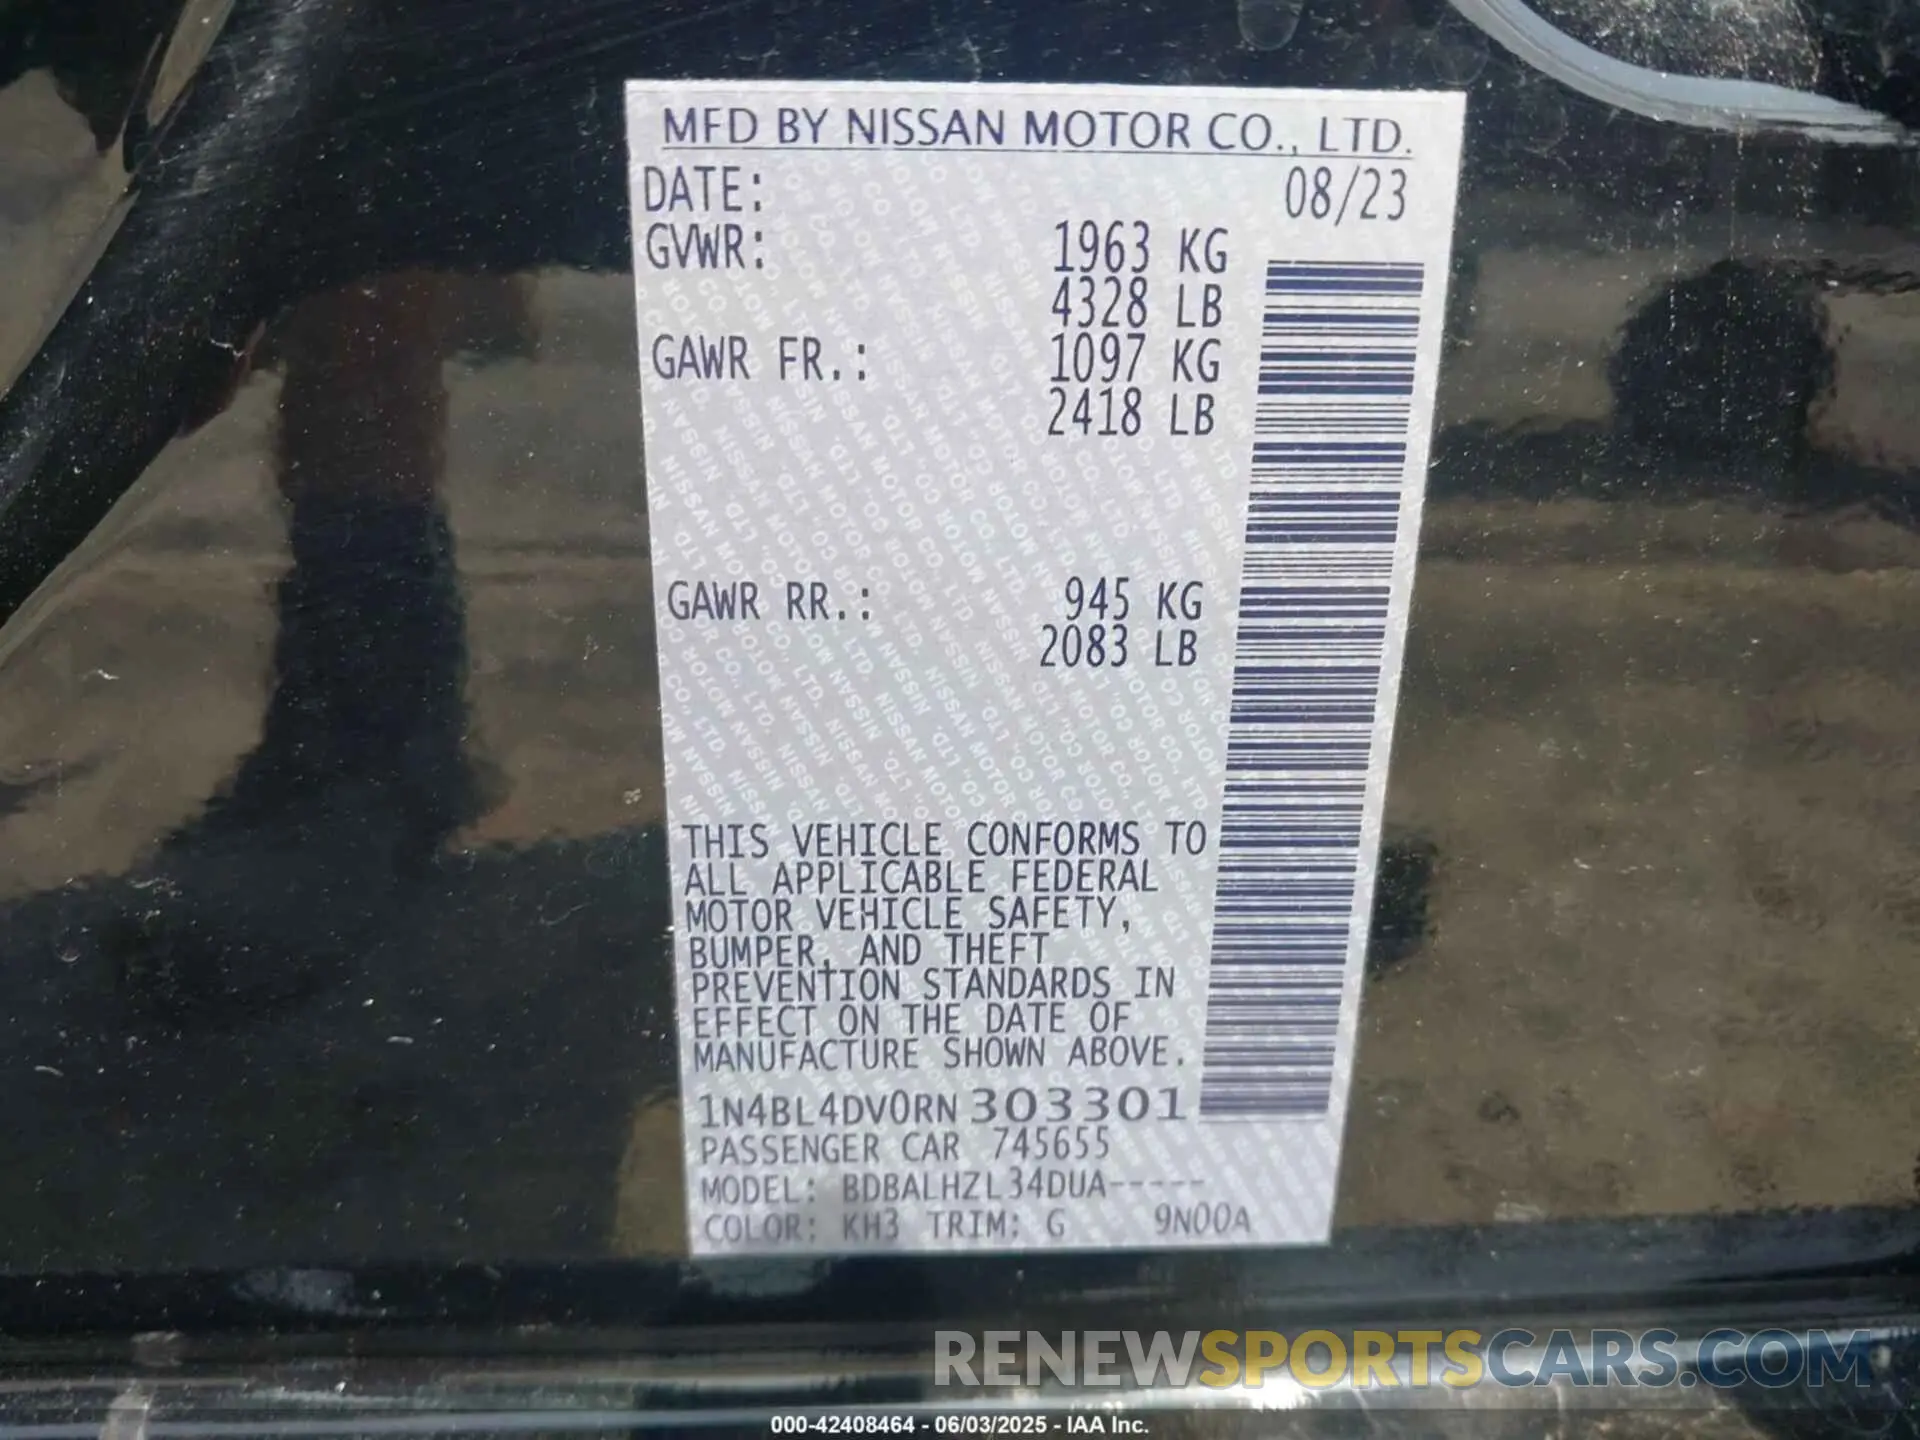 MFD BY NISSAN MOTOR CO., LTD.
DATE: 08/23
GVWR: 1963 KG
4328 LB
GAWR FR.: 1097 KG
2418 LB
GAWR RR.: 945 KG
2083 LB
THIS VEHICLE CONFORMS TO
ALL APPLICABLE FEDERAL
MOTOR VEHICLE SAFETY,
BUMPER, AND THEFT
PREVENTION STANDARDS IN
EFFECT ON THE DATE OF
MANUFACTURE SHOWN ABOVE.
1N4BL4DV0RN303301
PASSENGER CAR 745655
MODEL: BDBALHZL34DUA-----
COLOR: KH3 TRIM: G 9N00A
RENEWSPORTSCARS.COM
000-42408464 - 06/03/2025 - IAA Inc.